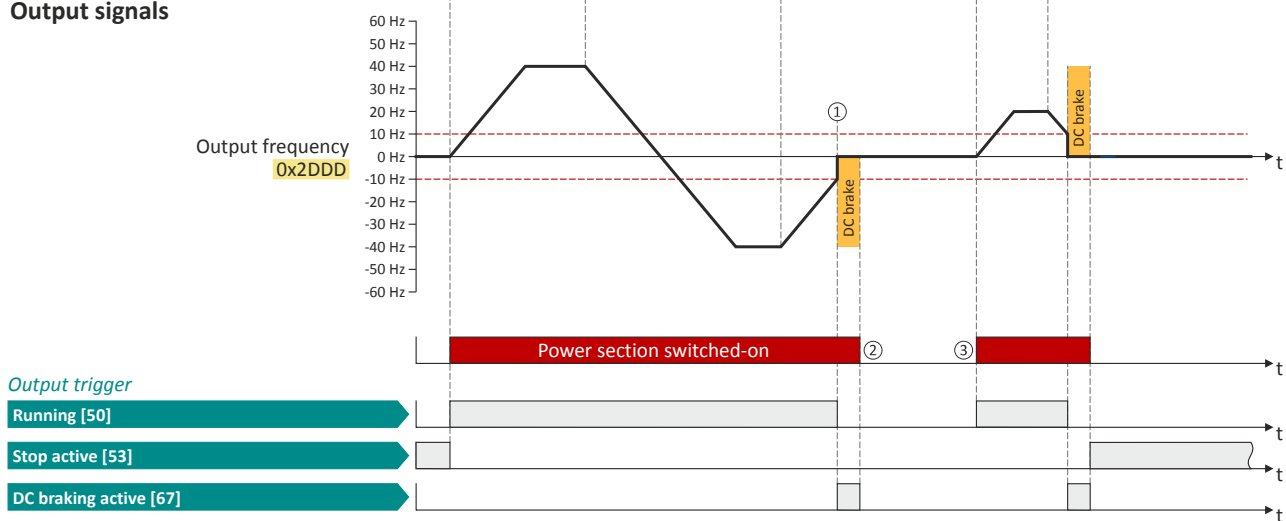 Output signals
60 Hz
50 Hz
40 Hz
30 Hz
20 Hz
10 Hz
0 Hz
-10 Hz
-20 Hz
-30 Hz
-40 Hz
-50 Hz
-60 Hz
Output frequency
0x2DDD
①
DC brake
DC brake
t
Power section switched-on
②
③
t
Output trigger
Running [50]
t
Stop active [53]
t
DC braking active [67]
t